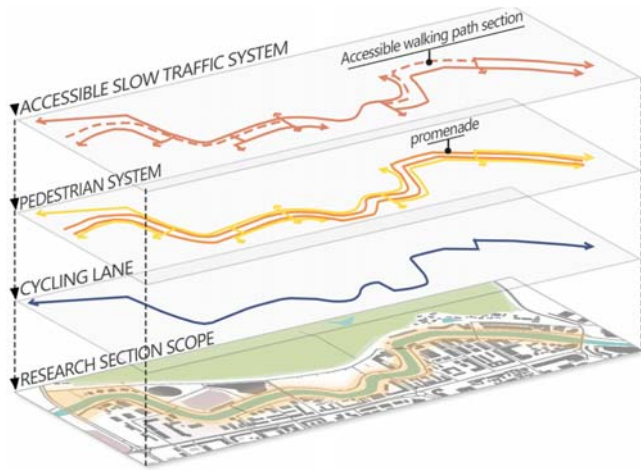 Accessible walking path section
ACCESSIBLE SLOW TRAFFIC SYSTEM
promenade
PEDESTRIAN SYSTEM
CYCLING LANE
RESEARCH SECTION SCOPE